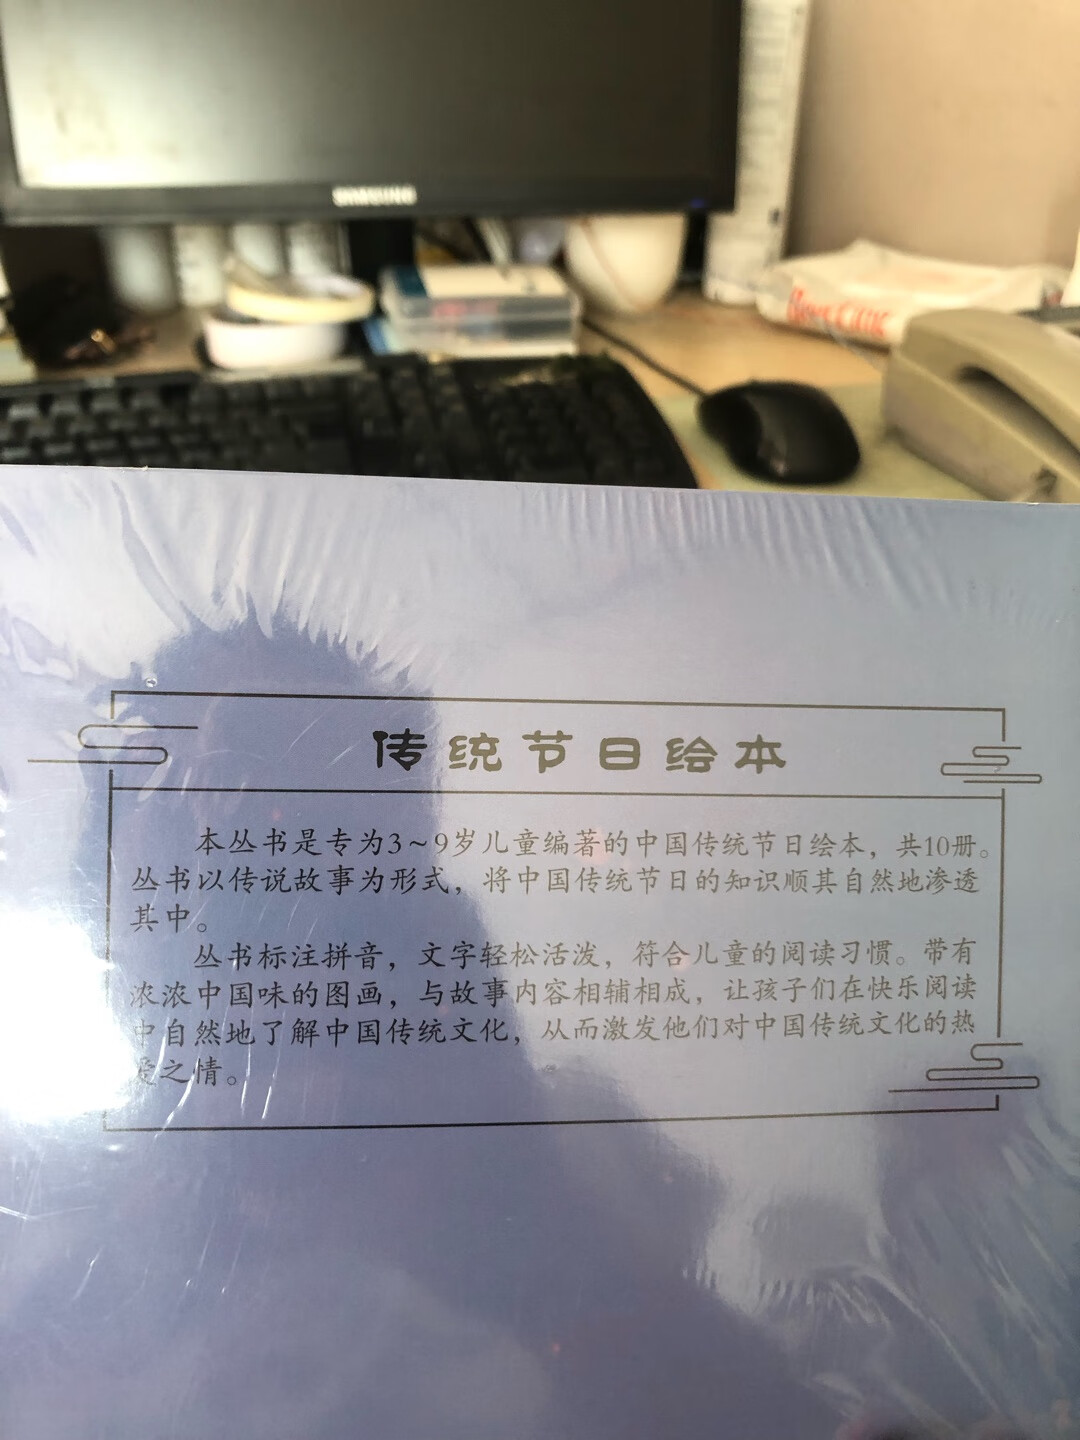 SAMSUNG
传统节日绘本
本丛书是专为3~9岁儿童编著的中国传统节日绘本，共10册。
丛书以传说故事为形式，将中国传统节日的知识顺其自然地渗透
其中。
丛书标注拼音，文字轻松活泼，符合儿童的阅读习惯。带有
浓浓中国味的图画，与故事内容相辅相成，让孩子们在快乐阅读
中自然地了解中国传统文化，从而激发他们对中国传统文化的热
爱之情。